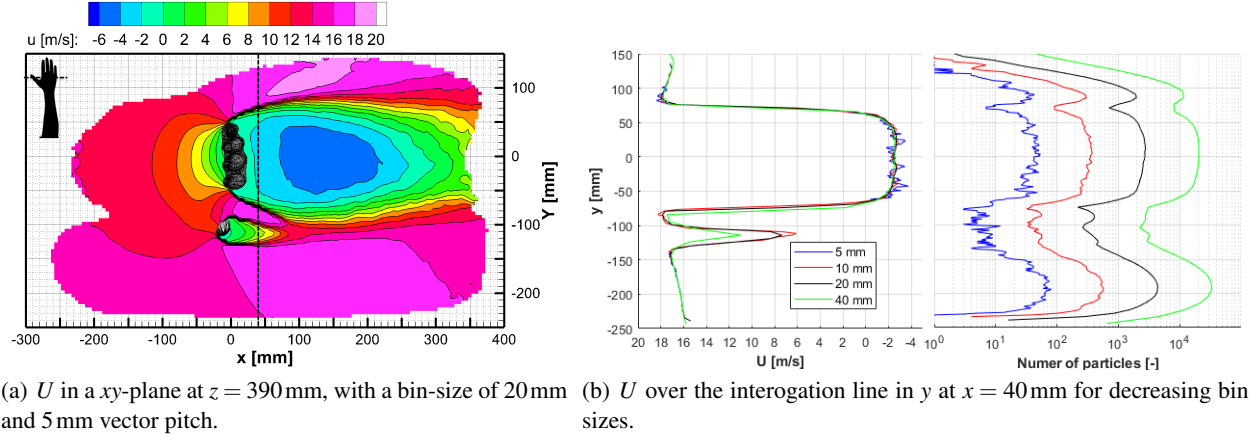 u [m/s]: -6 -4 -2 0 2 4 6 8 10 12 14 16 18 20
100
0
-100
-200
Y [mm]
-300 -200 -100 0 100 200 300 400
x [mm]
150
100
50
0
-50
-100
-150
-200
-250
y [mm]
5 mm
10 mm
20 mm
40 mm
20 18 16 14 12 10 8 6 4 2 0 -2 -4
U [m/s]
10^0 10^1 10^2 10^3 10^4
Numer of particles [-]
(a) U in a xy-plane at z = 390 mm, with a bin-size of 20 mm
and 5 mm vector pitch.
(b) U over the interogation line in y at x = 40 mm for decreasing bin
sizes.